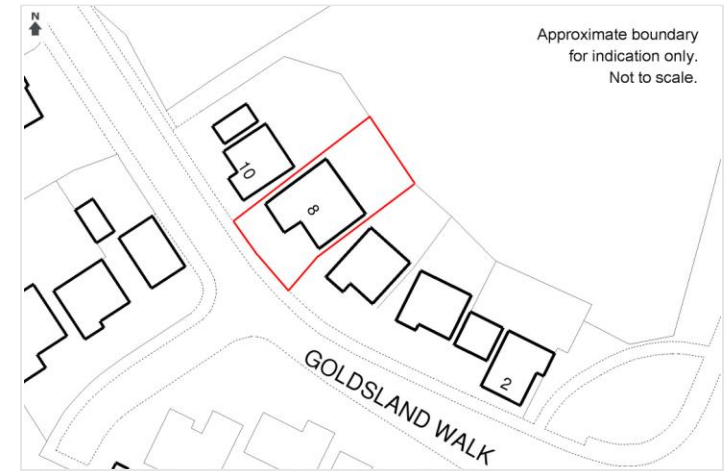 N
Approximate boundary
for indication only.
Not to scale.
10
8
2
GOLDSLAND WALK